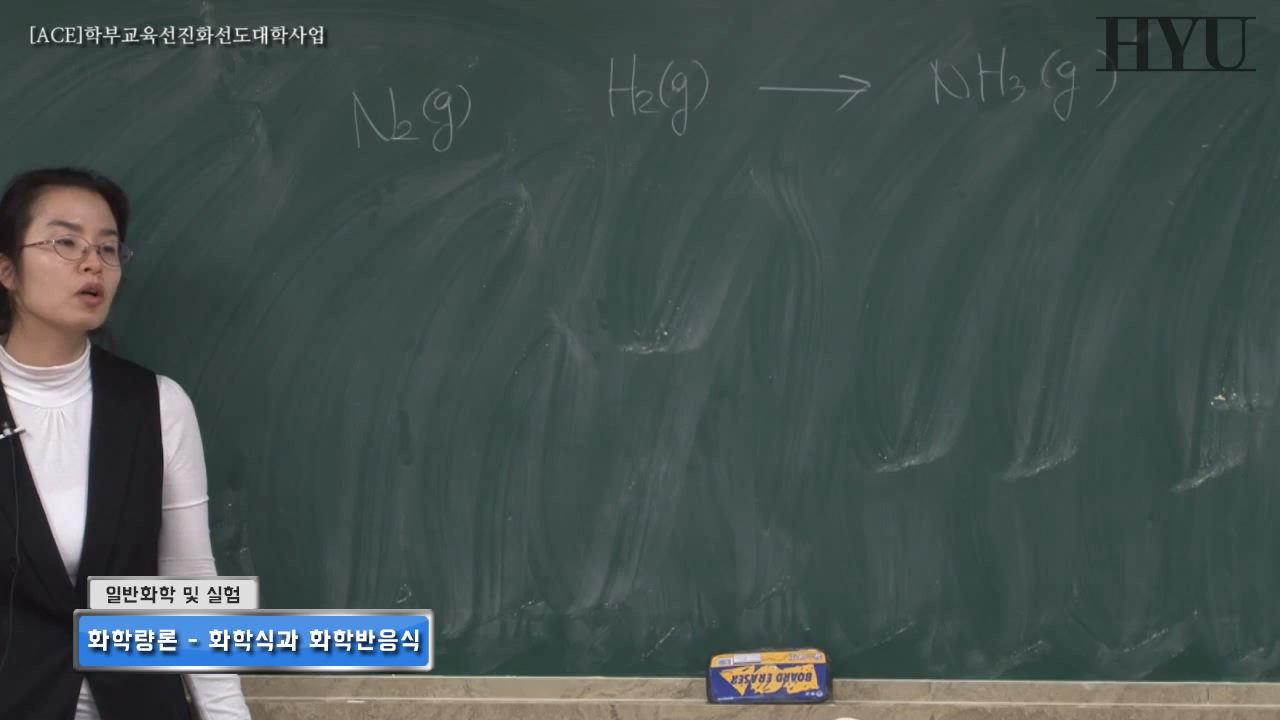 [ACE]학부교육선진화선도대학사업
HYU
N₂(g) H₂(g) → NH₃(g)
일반화학 및 실험
화학량론 - 화학식과 화학반응식
BOARD ERASER